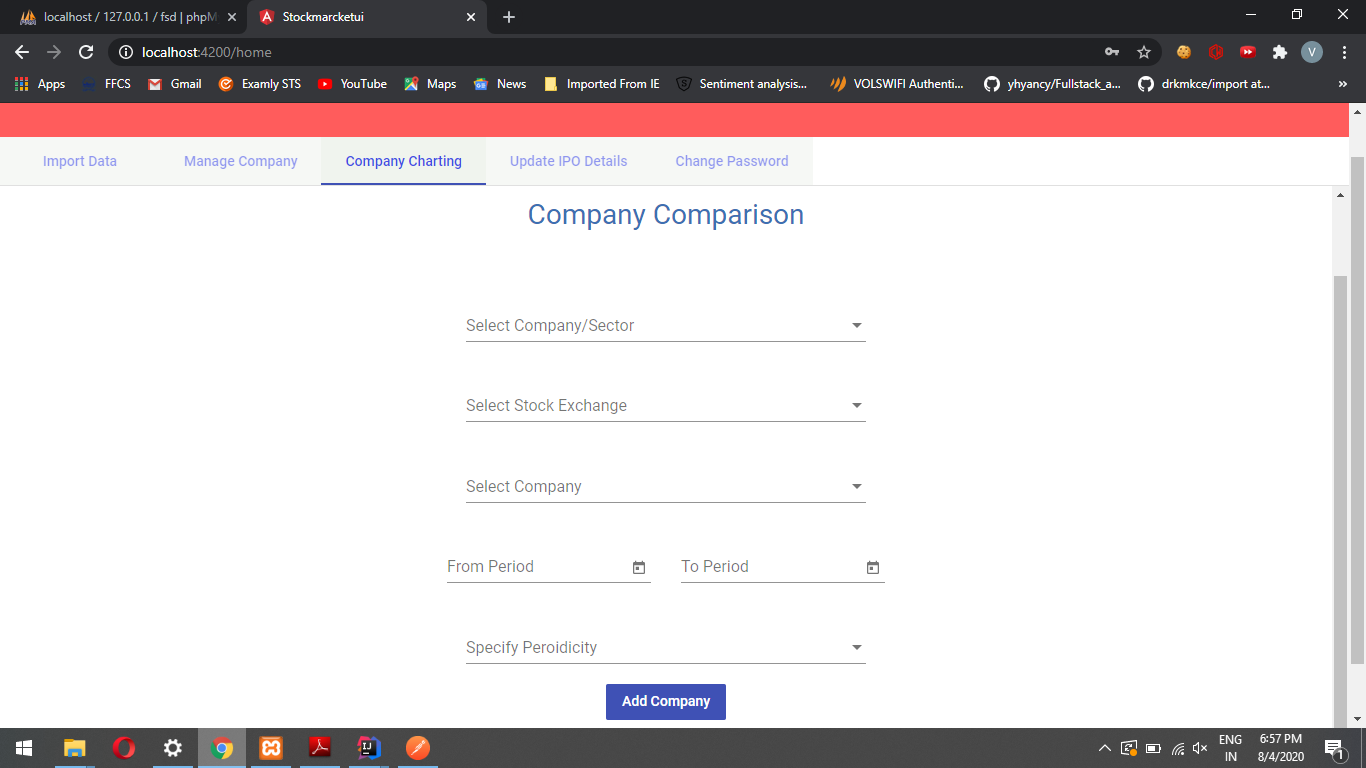 localhost / 127.0.0.1 / fsd | phpM
Stockmarcketui
localhost:4200/home
V
Apps FFCS Gmail Examly STS YouTube Maps News Imported From IE Sentiment analysis... VOLSWIFI Authenti... yhyancy/Fullstack_a... drkmkce/import at... »
Import Data Manage Company Company Charting Update IPO Details Change Password
Company Comparison
Select Company/Sector
Select Stock Exchange
Select Company
From Period To Period
Specify Peroidicity
Add Company
ENG 6:57 PM
IN 8/4/2020
1